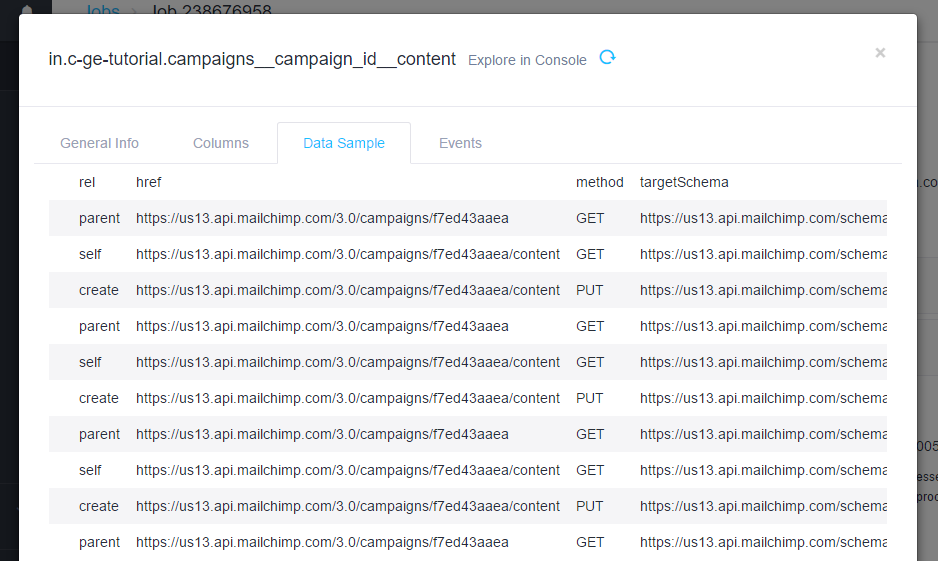 Jobs > Job 238676958
in.c-ge-tutorial.campaigns__campaign_id__content Explore in Console
×
General Info Columns Data Sample Events
rel href method targetSchema
parent https://us13.api.mailchimp.com/3.0/campaigns/f7ed43aaea GET https://us13.api.mailchimp.com/schema
self https://us13.api.mailchimp.com/3.0/campaigns/f7ed43aaea/content GET https://us13.api.mailchimp.com/schema
create https://us13.api.mailchimp.com/3.0/campaigns/f7ed43aaea/content PUT https://us13.api.mailchimp.com/schema
parent https://us13.api.mailchimp.com/3.0/campaigns/f7ed43aaea GET https://us13.api.mailchimp.com/schema
self https://us13.api.mailchimp.com/3.0/campaigns/f7ed43aaea/content GET https://us13.api.mailchimp.com/schema
create https://us13.api.mailchimp.com/3.0/campaigns/f7ed43aaea/content PUT https://us13.api.mailchimp.com/schema
parent https://us13.api.mailchimp.com/3.0/campaigns/f7ed43aaea GET https://us13.api.mailchimp.com/schema
self https://us13.api.mailchimp.com/3.0/campaigns/f7ed43aaea/content GET https://us13.api.mailchimp.com/schema
create https://us13.api.mailchimp.com/3.0/campaigns/f7ed43aaea/content PUT https://us13.api.mailchimp.com/schema
parent https://us13.api.mailchimp.com/3.0/campaigns/f7ed43aaea GET https://us13.api.mailchimp.com/schema